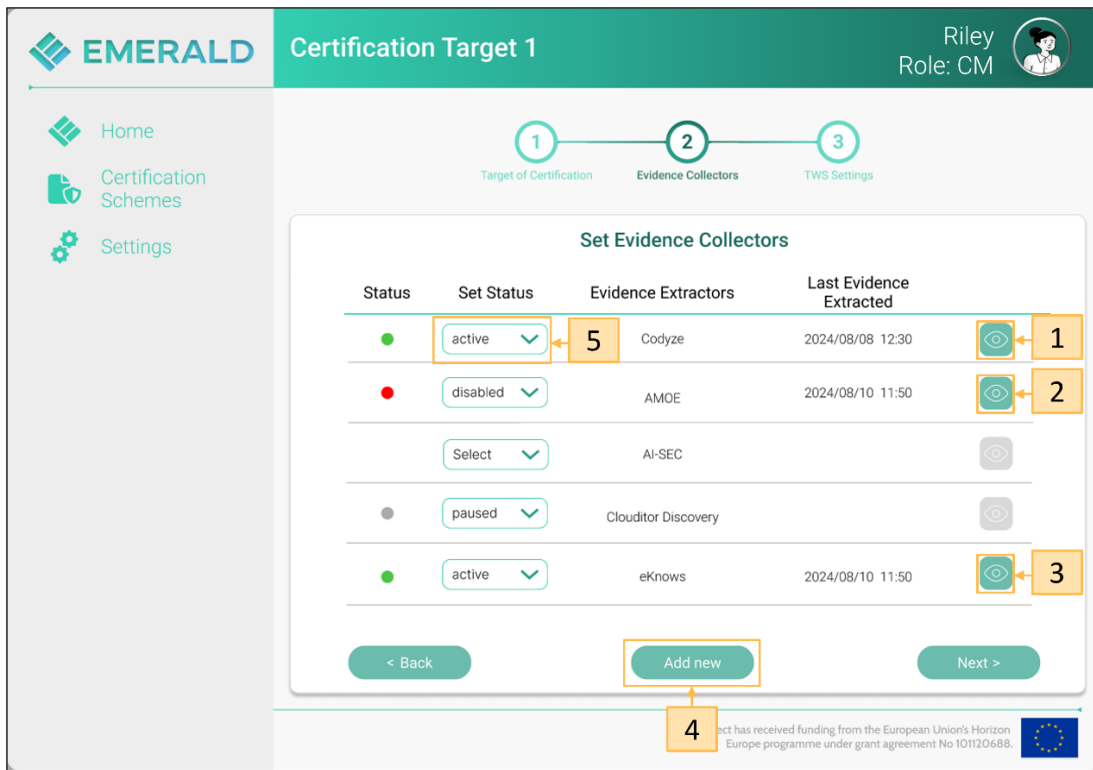 EMERALD
Certification Target 1
Riley
Role: CM
Home
Certification
Schemes
Settings
1
2
3
Target of Certification
Evidence Collectors
TWS Settings
Set Evidence Collectors
Status
Set Status
Evidence Extractors
Last Evidence
Extracted
active
5
Codyze
2024/08/08 12:30
1
disabled
AMOE
2024/08/10 11:50
2
Select
AI-SEC
paused
Clouditor Discovery
active
eKnows
2024/08/10 11:50
3
< Back
Add new
Next >
4
has received funding from the European Union's Horizon
Europe programme under grant agreement No 101120688.